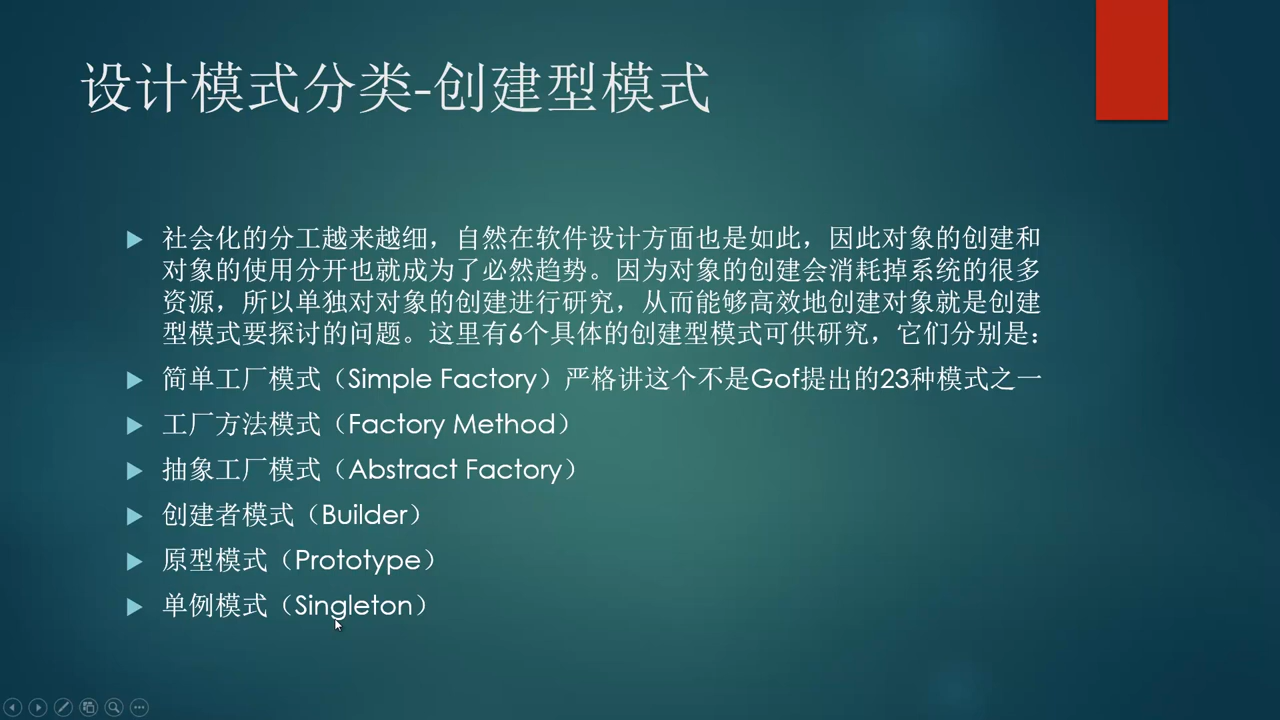 设计模式分类-创建型模式
社会化的分工越来越细，自然在软件设计方面也是如此，因此对象的创建和
对象的使用分开也就成为了必然趋势。因为对象的创建会消耗掉系统的很多
资源，所以单独对对象的创建进行研究，从而能够高效地创建对象就是创建
型模式要探讨的问题。这里有6个具体的创建型模式可供研究，它们分别是：
简单工厂模式（Simple Factory）严格讲这个不是Gof提出的23种模式之一
工厂方法模式（Factory Method）
抽象工厂模式（Abstract Factory）
创建者模式（Builder）
原型模式（Prototype）
单例模式（Singleton）